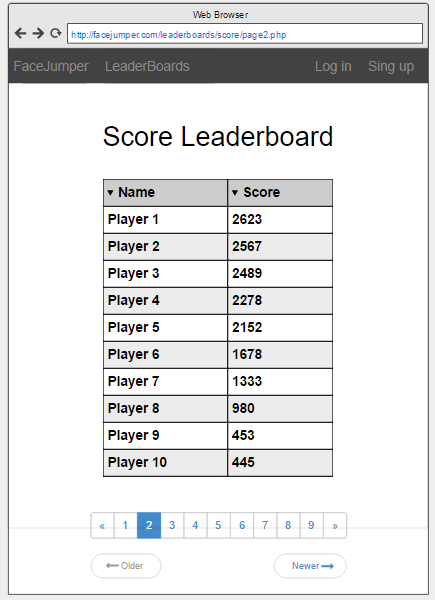 Web Browser
http://facejumper.com/leaderboards/score/page2.php
FaceJumper LeaderBoards Log in Sing up
Score Leaderboard
▼ Name ▼ Score
Player 1 2623
Player 2 2567
Player 3 2489
Player 4 2278
Player 5 2152
Player 6 1678
Player 7 1333
Player 8 980
Player 9 453
Player 10 445
« 1 2 3 4 5 6 7 8 9 »
← Older Newer →